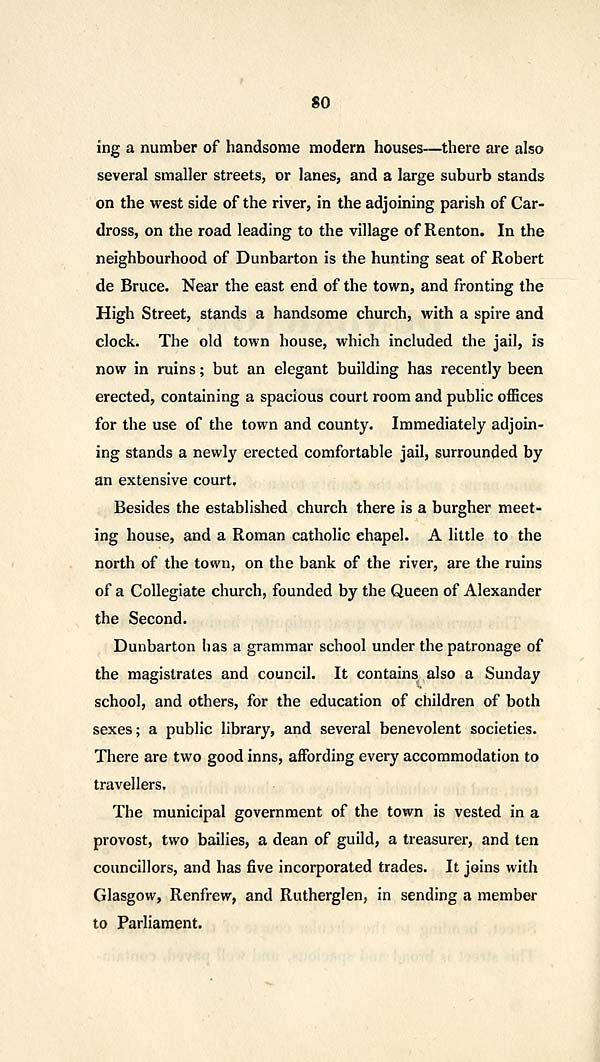 80
ing a number of handsome modern houses—there are also
several smaller streets, or lanes, and a large suburb stands
on the west side of the river, in the adjoining parish of Car-
dross, on the road leading to the village of Renton. In the
neighbourhood of Dunbarton is the hunting seat of Robert
de Bruce. Near the east end of the town, and fronting the
High Street, stands a handsome church, with a spire and
clock. The old town house, which included the jail, is
now in ruins; but an elegant building has recently been
erected, containing a spacious court room and public offices
for the use of the town and county. Immediately adjoin-
ing stands a newly erected comfortable jail, surrounded by
an extensive court.
Besides the established church there is a burgher meet-
ing house, and a Roman catholic chapel. A little to the
north of the town, on the bank of the river, are the ruins
of a Collegiate church, founded by the Queen of Alexander
the Second.
Dunbarton has a grammar school under the patronage of
the magistrates and council. It contains also a Sunday
school, and others, for the education of children of both
sexes; a public library, and several benevolent societies.
There are two good inns, affording every accommodation to
travellers.
The municipal government of the town is vested in a
provost, two bailies, a dean of guild, a treasurer, and ten
councillors, and has five incorporated trades. It joins with
Glasgow, Renfrew, and Rutherglen, in sending a member
to Parliament.